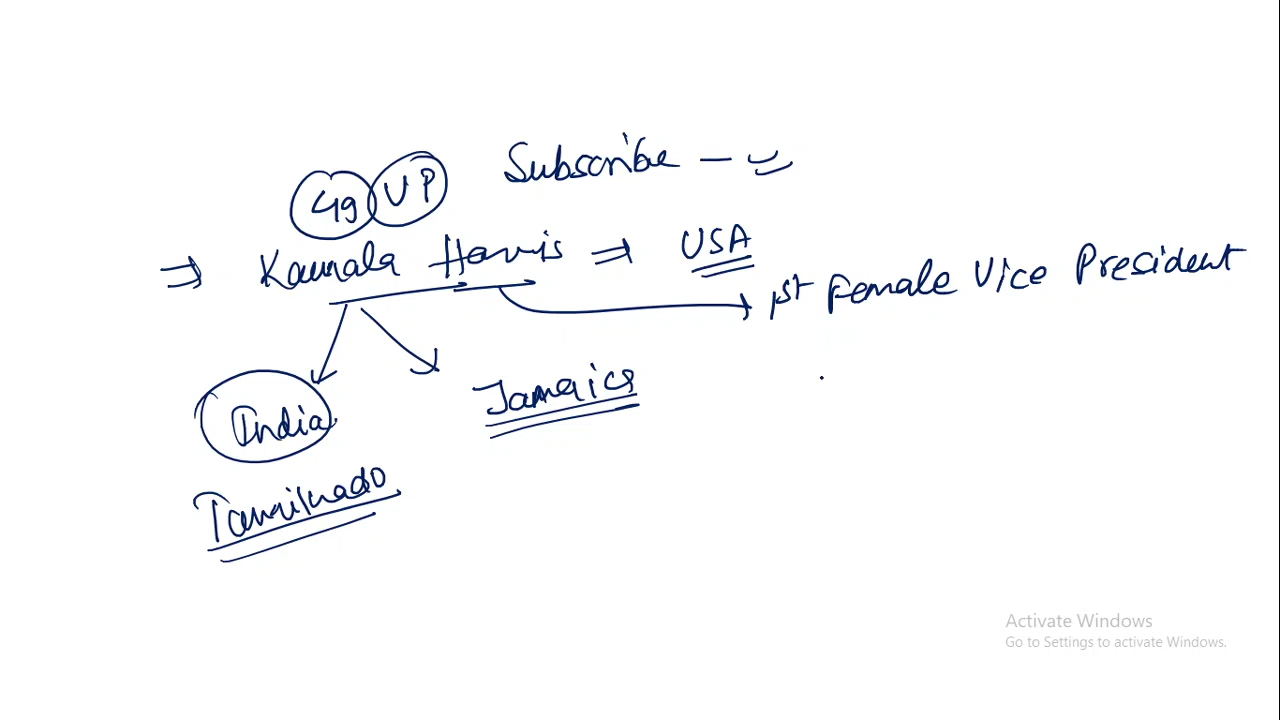 49 VP Subscribe -
⇒ Kamala Harris ⇒ USA
1st Female Vice President
India Jamaica
Tamilnado
Activate Windows
Go to Settings to activate Windows.